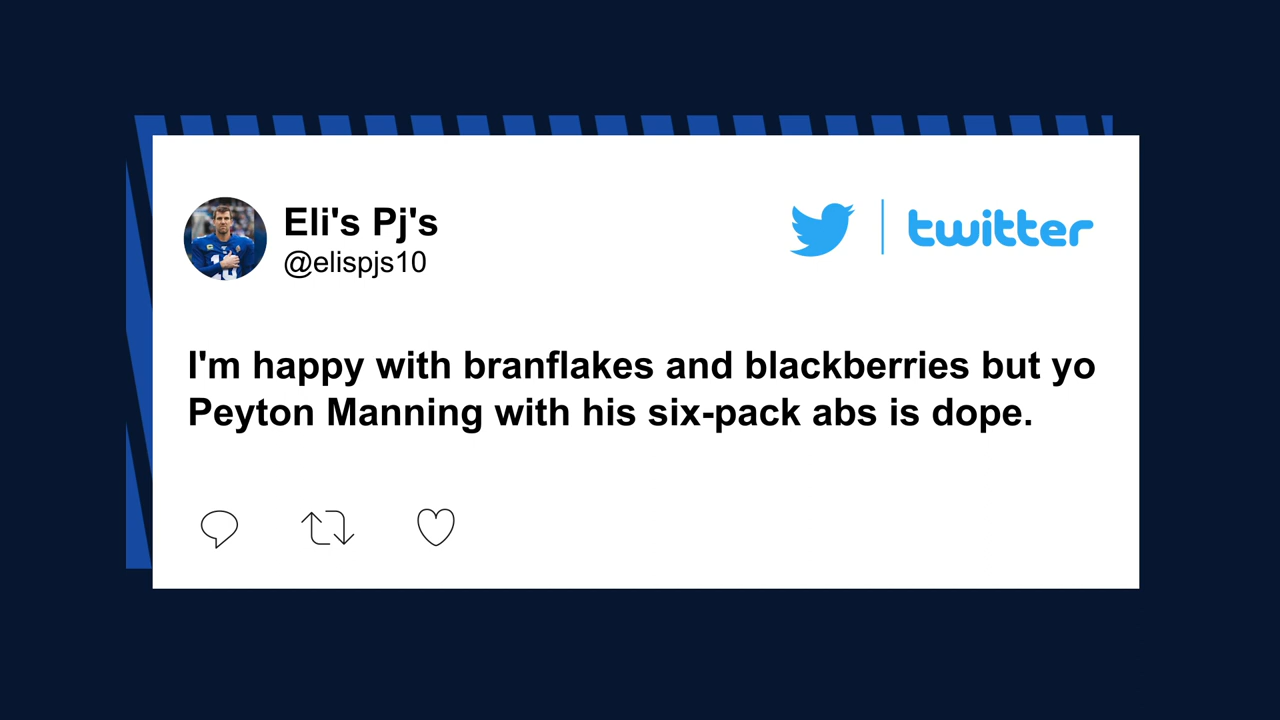 Eli's Pj's
@elispjs10
twitter
I'm happy with branflakes and blackberries but yo
Peyton Manning with his six-pack abs is dope.